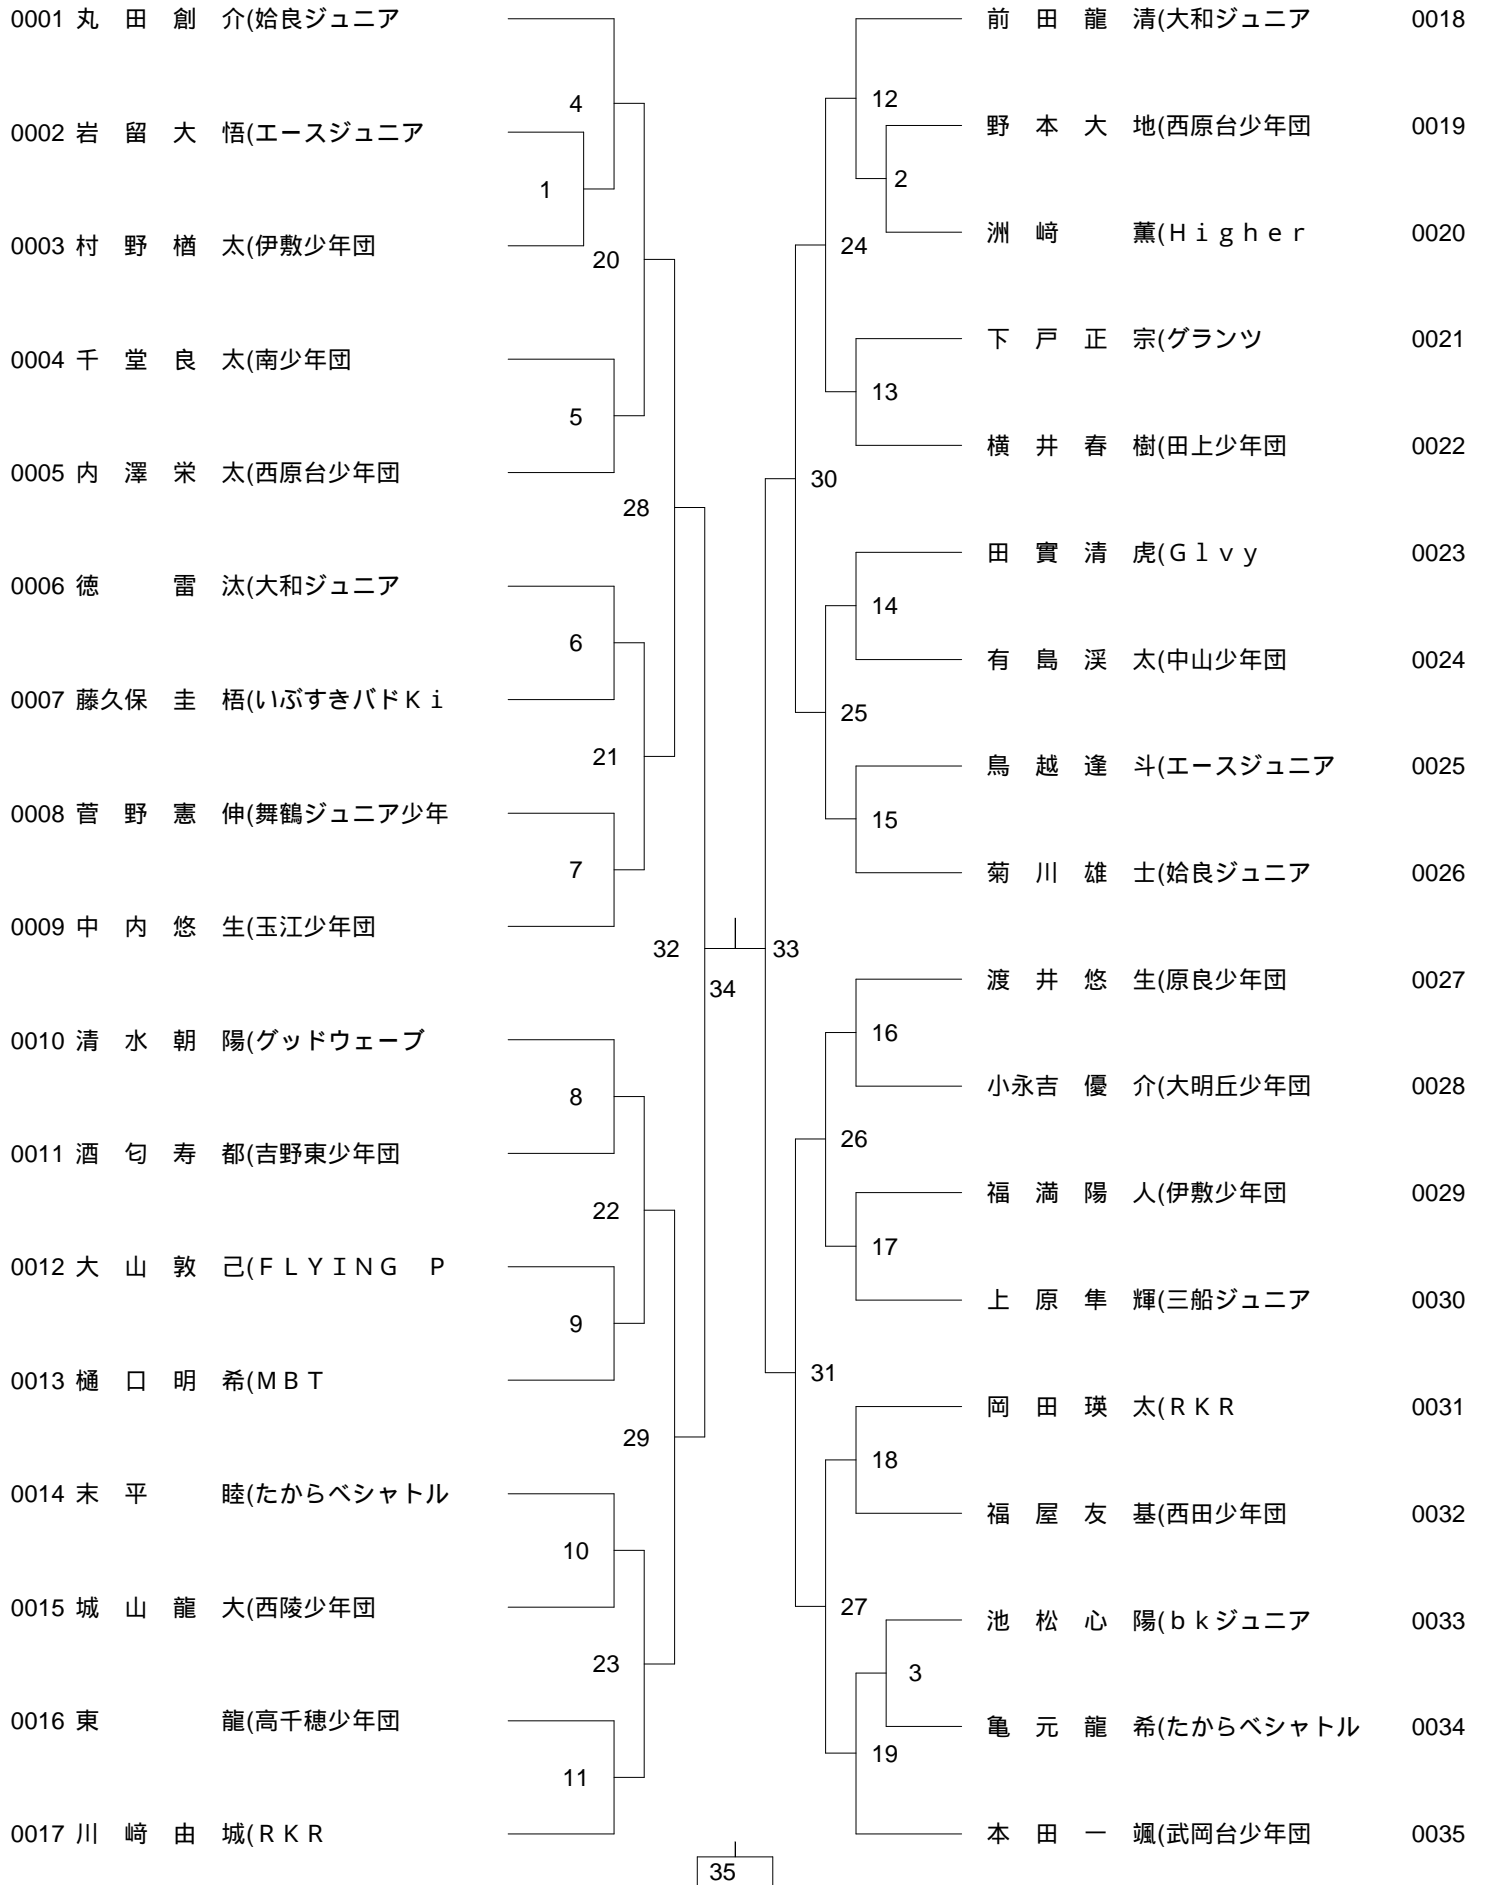 0001 丸 田 創 介(姶良ジュニア
4
0002 岩 留 大 悟(エースジュニア
1
0003 村 野 楢 太(伊敷少年団
20
0004 千 堂 良 太(南少年団
5
0005 内 澤 栄 太(西原台少年団
28
0006 徳 雷 汰(大和ジュニア
6
0007 藤久保 圭 梧(いぶすきバドKi
21
0008 菅 野 憲 伸(舞鶴ジュニア少年
7
0009 中 内 悠 生(玉江少年団
32
34
0010 清 水 朝 陽(グッドウェーブ
8
0011 酒 匂 寿 都(吉野東少年団
22
0012 大 山 敦 己(FLYING P
9
0013 樋 口 明 希(MBT
29
0014 末 平 睦(たからべシャトル
10
0015 城 山 龍 大(西陵少年団
23
0016 東 龍(高千穂少年団
11
0017 川 﨑 由 城(RKR
前 田 龍 清(大和ジュニア 0018
12
野 本 大 地(西原台少年団 0019
2
洲 﨑 薫(Higher 0020
24
下 戸 正 宗(グランツ 0021
13
横 井 春 樹(田上少年団 0022
30
田 實 清 虎(Glvy 0023
14
有 島 渓 太(中山少年団 0024
25
鳥 越 逢 斗(エースジュニア 0025
15
菊 川 雄 士(姶良ジュニア 0026
33
渡 井 悠 生(原良少年団 0027
16
小永吉 優 介(大明丘少年団 0028
26
福 満 陽 人(伊敷少年団 0029
17
上 原 隼 輝(三船ジュニア 0030
31
岡 田 瑛 太(RKR 0031
18
福 屋 友 基(西田少年団 0032
27
池 松 心 陽(bkジュニア 0033
3
亀 元 龍 希(たからべシャトル 0034
19
本 田 一 颯(武岡台少年団 0035
35